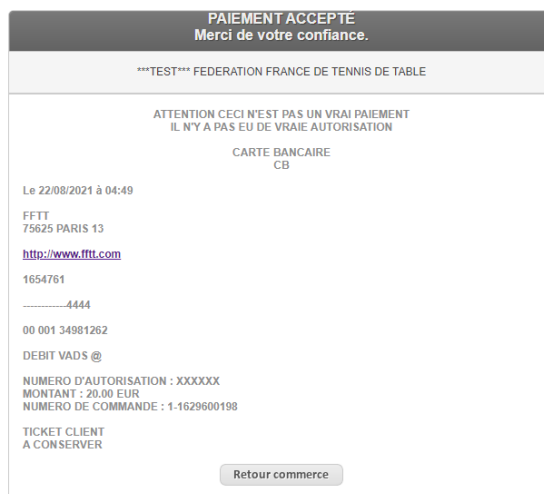 PAIEMENT ACCEPTÉ
Merci de votre confiance.
***TEST*** FEDERATION FRANCE DE TENNIS DE TABLE
ATTENTION CECI N'EST PAS UN VRAI PAIEMENT
IL N'Y A PAS EU DE VRAIE AUTORISATION
CARTE BANCAIRE
CB
Le 22/08/2021 à 04:49
FFTT
75625 PARIS 13
http://www.fftt.com
1654761
------------4444
00 001 34981262
DEBIT VADS @
NUMERO D'AUTORISATION : XXXXXX
MONTANT : 20.00 EUR
NUMERO DE COMMANDE : 1-1629600198
TICKET CLIENT
A CONSERVER
Retour commerce